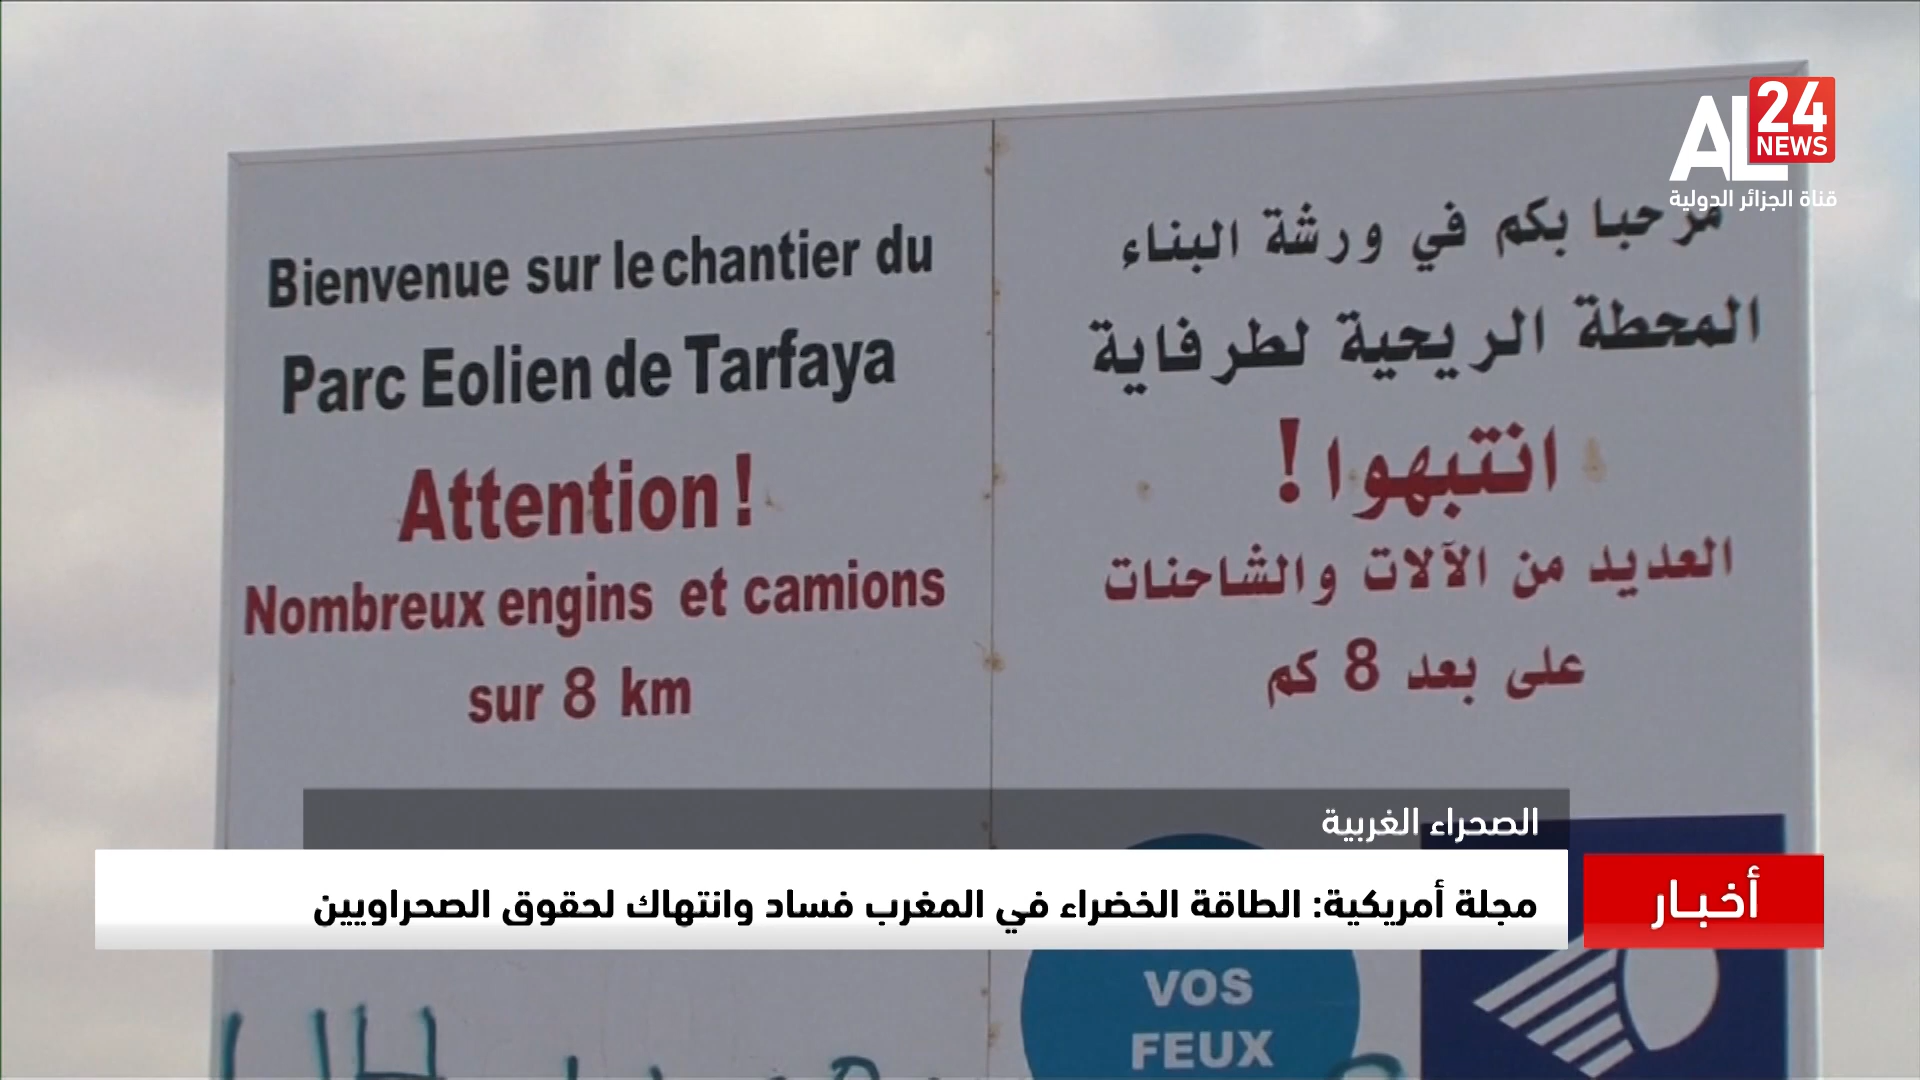 AL
24
NEWS
قناة الجزائر الدولية
Bienvenue sur le chantier du
Parc Eolien de Tarfaya
Attention !
Nombreux engins et camions
sur 8 km
مرحبا بكم في ورشة البناء
المحطة الريحية لطرفاية
انتبهوا !
العديد من الآلات والشاحنات
على بعد 8 كم
الصحراء الغربية
أخبار
مجلة أمريكية: الطاقة الخضراء في المغرب فساد وانتهاك لحقوق الصحراويين
VOS
FEUX